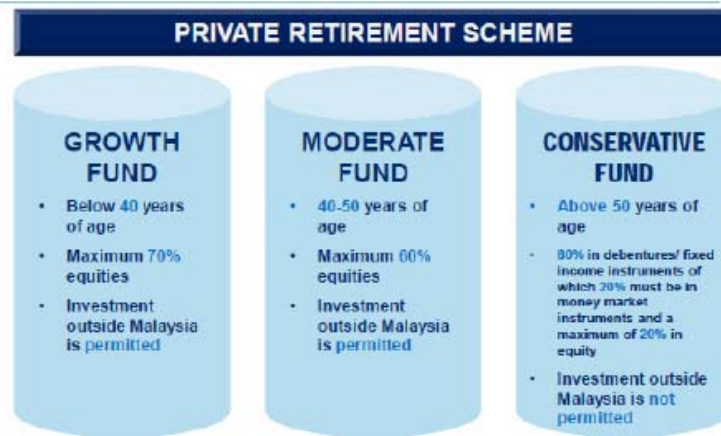 PRIVATE RETIREMENT SCHEME
GROWTH
FUND
• Below 40 years
of age
• Maximum 70%
equities
• Investment
outside Malaysia
is permitted
MODERATE
FUND
• 40-50 years of
age
• Maximum 60%
equities
• Investment
outside Malaysia
is permitted
CONSERVATIVE
FUND
• Above 50 years of
age
• 80% in debentures/ fixed
income instruments of
which 20% must be in
money market
instruments and a
maximum of 20% in
equity
• Investment outside
Malaysia is not
permitted